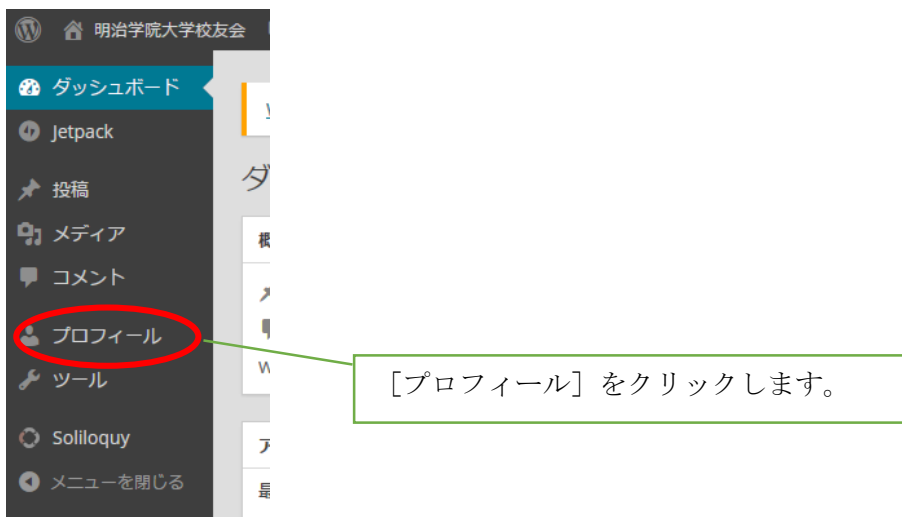 明治学院大学校友会
ダッシュボード
Jetpack
投稿
メディア
コメント
プロフィール
ツール
Soliloquy
メニューを閉じる
ダ
概
W
ア
最
［プロフィール］をクリックします。